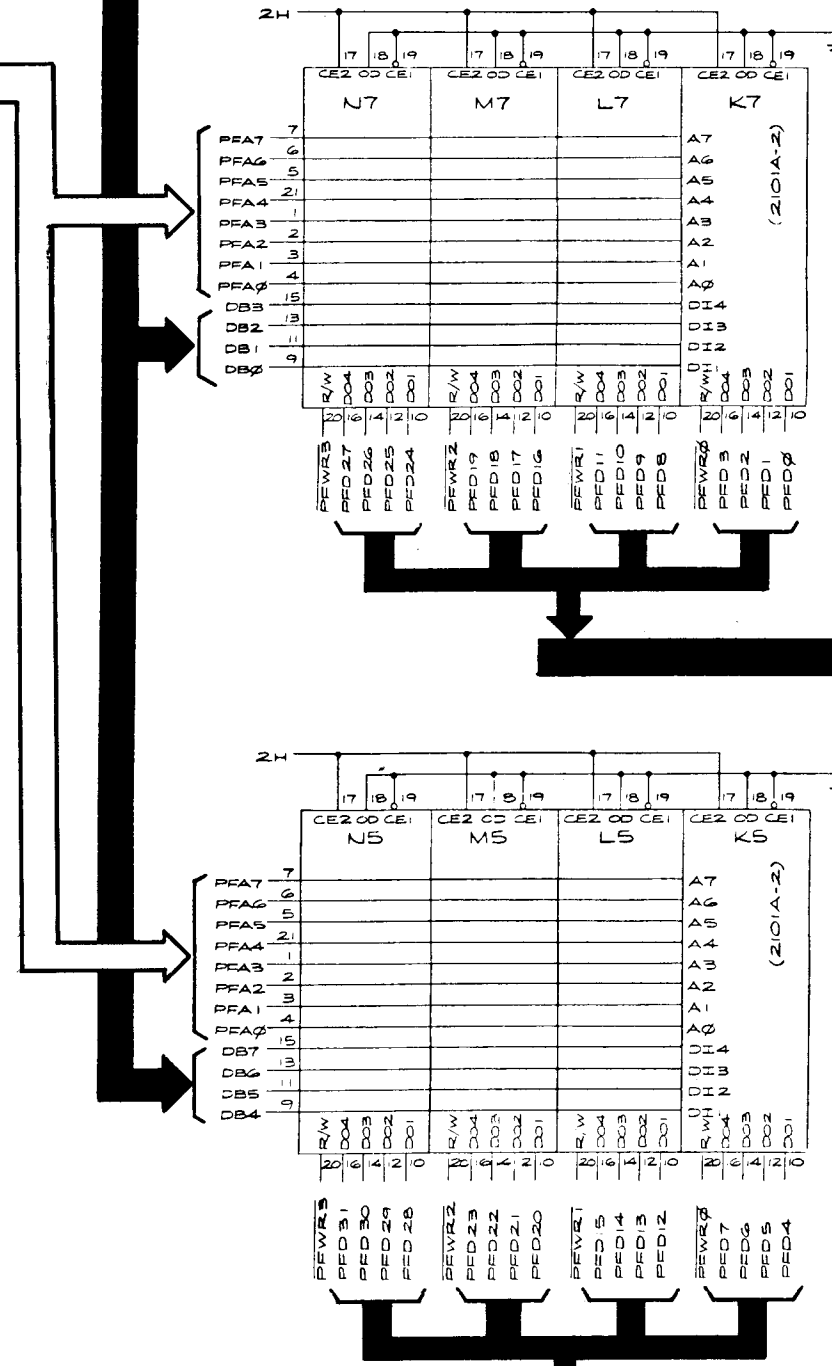 2H
17 18 19 17 18 19 17 18 19 17 18 19
CE2 OD CE1 CE2 OD CE1 CE2 OD CE1 CE2 OD CE1
N7 M7 L7 K7
(2101A-2)
PFA7 7 A7
PFA6 6 A6
PFA5 5 A5
PFA4 21 A4
PFA3 1 A3
PFA2 2 A2
PFA1 3 A1
PFAØ 4 AØ
DB3 15 DI4
DB2 13 DI3
DB1 11 DI2
DBØ 9 DI1
R/W DO4 DO3 DO2 DO1 R/W DO4 DO3 DO2 DO1 R/W DO4 DO3 DO2 DO1 R/W DO4 DO3 DO2 DO1
20 16 14 12 10 20 16 14 12 10 20 16 14 12 10 20 16 14 12 10
PFWR3 PFD27 PFD26 PFD25 PFD24 PFWR2 PFD19 PFD18 PFD17 PFD16 PFWR1 PFD11 PFD10 PFD9 PFD8 PFWRØ PFD3 PFD2 PFD1 PFDØ
2H
17 18 19 17 18 19 17 18 19 17 18 19
CE2 OD CE1 CE2 OD CE1 CE2 OD CE1 CE2 OD CE1
N5 M5 L5 K5
(2101A-2)
PFA7 7 A7
PFA6 6 A6
PFA5 5 A5
PFA4 21 A4
PFA3 1 A3
PFA2 2 A2
PFA1 3 A1
PFAØ 4 AØ
DB7 15 DI4
DB6 13 DI3
DB5 11 DI2
DB4 9 DI1
R/W DO4 DO3 DO2 DO1 R/W DO4 DO3 DO2 DO1 R/W DO4 DO3 DO2 DO1 R/W DO4 DO3 DO2 DO1
20 16 14 12 10 20 16 14 12 10 20 16 14 12 10 20 16 14 12 10
PFWR3 PFD31 PFD30 PFD29 PFD28 PFWR2 PFD23 PFD22 PFD21 PFD20 PFWR1 PFD15 PFD14 PFD13 PFD12 PFWRØ PFD7 PFD6 PFD5 PFD4